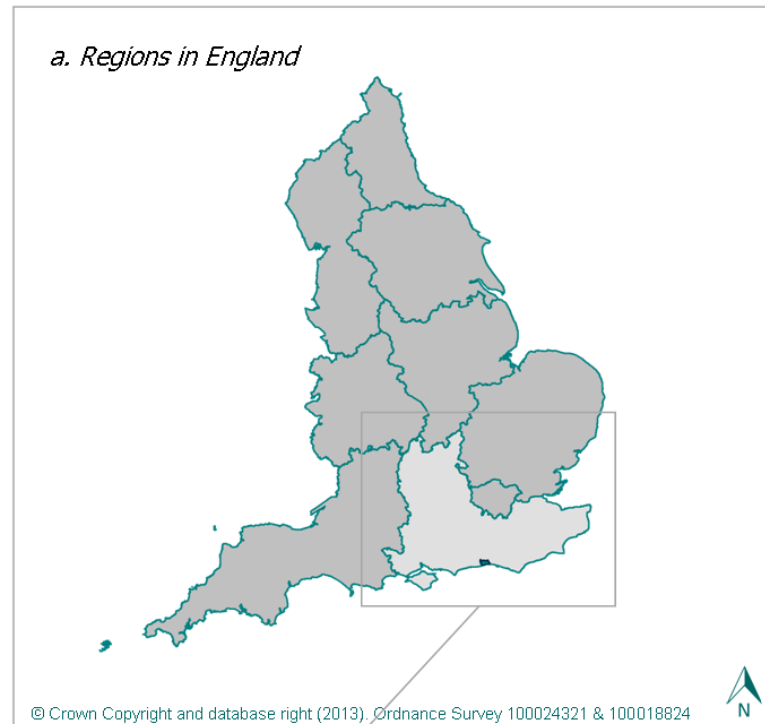 a. Regions in England
© Crown Copyright and database right (2013). Ordnance Survey 100024321 & 100018824
N